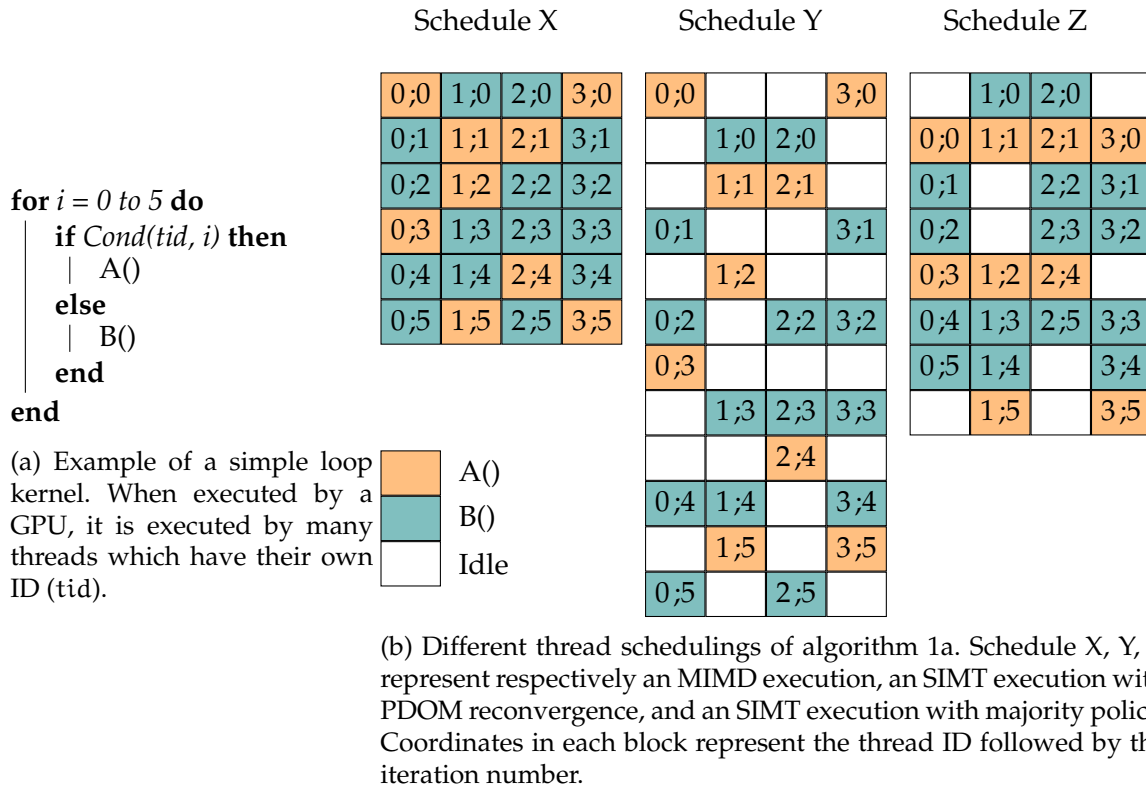 Schedule X Schedule Y Schedule Z
0;0 1;0 2;0 3;0
0;1 1;1 2;1 3;1
0;2 1;2 2;2 3;2
0;3 1;3 2;3 3;3
0;4 1;4 2;4 3;4
0;5 1;5 2;5 3;5
0;0 3;0
1;0 2;0
1;1 2;1
0;1 3;1
1;2
0;2 2;2 3;2
0;3
1;3 2;3 3;3
2;4
0;4 1;4 3;4
1;5 3;5
0;5 2;5
1;0 2;0
0;0 1;1 2;1 3;0
0;1 2;2 3;1
0;2 2;3 3;2
0;3 1;2 2;4
0;4 1;3 2;5 3;3
0;5 1;4 3;4
1;5 3;5
for i = 0 to 5 do
if Cond(tid, i) then
A()
else
B()
end
end
(a) Example of a simple loop
kernel. When executed by a
GPU, it is executed by many
threads which have their own
ID (tid).
A()
B()
Idle
(b) Different thread schedulings of algorithm 1a. Schedule X, Y,
represent respectively an MIMD execution, an SIMT execution wit
PDOM reconvergence, and an SIMT execution with majority polic
Coordinates in each block represent the thread ID followed by th
iteration number.